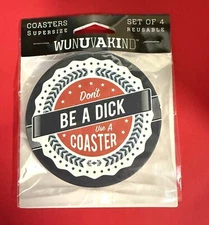 COASTERS
SUPERSIZE
SET OF 4
REUSABLE
WUNUVAKIND
Don't
BE A DICK
Use A
COASTER